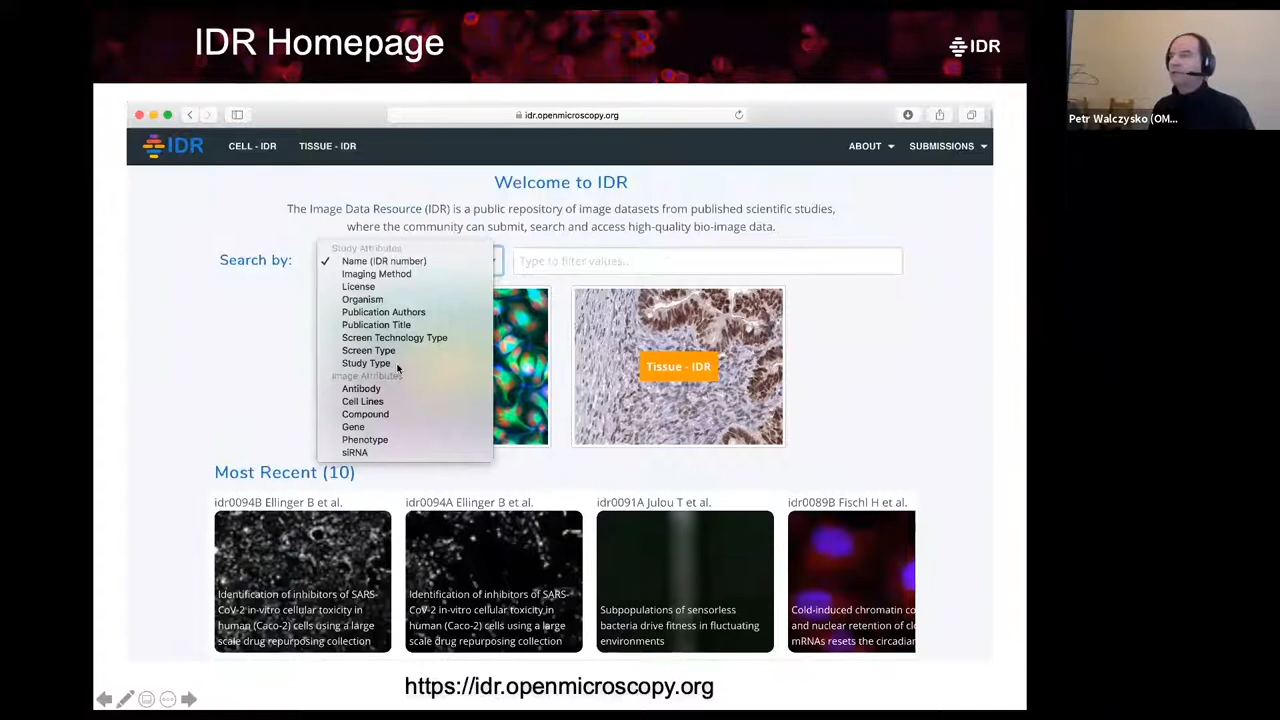 IDR Homepage
IDR
Petr Walczysko (OM...
idr.openmicroscopy.org
IDR
CELL - IDR
TISSUE - IDR
ABOUT
SUBMISSIONS
Welcome to IDR
The Image Data Resource (IDR) is a public repository of image datasets from published scientific studies,
where the community can submit, search and access high-quality bio-image data.
Search by:
Study Attributes
Name (IDR number)
Imaging Method
License
Organism
Publication Authors
Publication Title
Screen Technology Type
Screen Type
Study Type
Image Attributes
Antibody
Cell Lines
Compound
Gene
Phenotype
siRNA
Type to filter values..
Tissue - IDR
Most Recent (10)
idr0094B Ellinger B et al.
Identification of inhibitors of SARS-
CoV-2 in-vitro cellular toxicity in
human (Caco-2) cells using a large
scale drug repurposing collection
idr0094A Ellinger B et al.
Identification of inhibitors of SARS-
CoV-2 in-vitro cellular toxicity in
human (Caco-2) cells using a large
scale drug repurposing collection
idr0091A Julou T et al.
Subpopulations of sensorless
bacteria drive fitness in fluctuating
environments
idr0089B Fischl H et al.
Cold-induced chromatin co
and nuclear retention of clo
mRNAs resets the circadian
https://idr.openmicroscopy.org